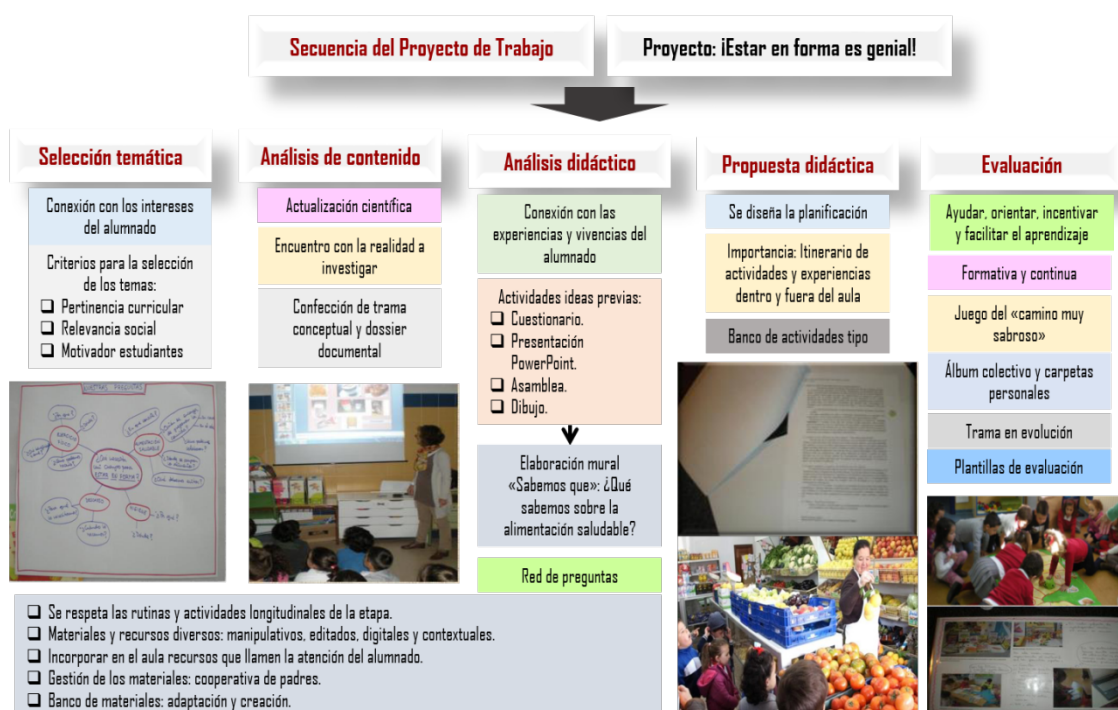 Secuencia del Proyecto de Trabajo
Proyecto: ¡Estar en forma es genial!
Selección temática
Conexión con los intereses
del alumnado
Criterios para la selección
de los temas:
Pertinencia curricular
Relevancia social
Motivador estudiantes
Análisis de contenido
Actualización científica
Encuentro con la realidad a
investigar
Confección de trama
conceptual y dossier
documental
Análisis didáctico
Conexión con las
experiencias y vivencias del
alumnado
Actividades ideas previas:
Cuestionario.
Presentación
PowerPoint.
Asamblea.
Dibujo.
Elaboración mural
«Sabemos que»: ¿Qué
sabemos sobre la
alimentación saludable?
Red de preguntas
Propuesta didáctica
Se diseña la planificación
Importancia: Itinerario de
actividades y experiencias
dentro y fuera del aula
Banco de actividades tipo
Evaluación
Ayudar, orientar, incentivar
y facilitar el aprendizaje
Formativa y continua
Juego del «camino muy
sabroso»
Álbum colectivo y carpetas
personales
Trama en evolución
Plantillas de evaluación
Se respeta las rutinas y actividades longitudinales de la etapa.
Materiales y recursos diversos: manipulativos, editados, digitales y contextuales.
Incorporar en el aula recursos que llamen la atención del alumnado.
Gestión de los materiales: cooperativa de padres.
Banco de materiales: adaptación y creación.